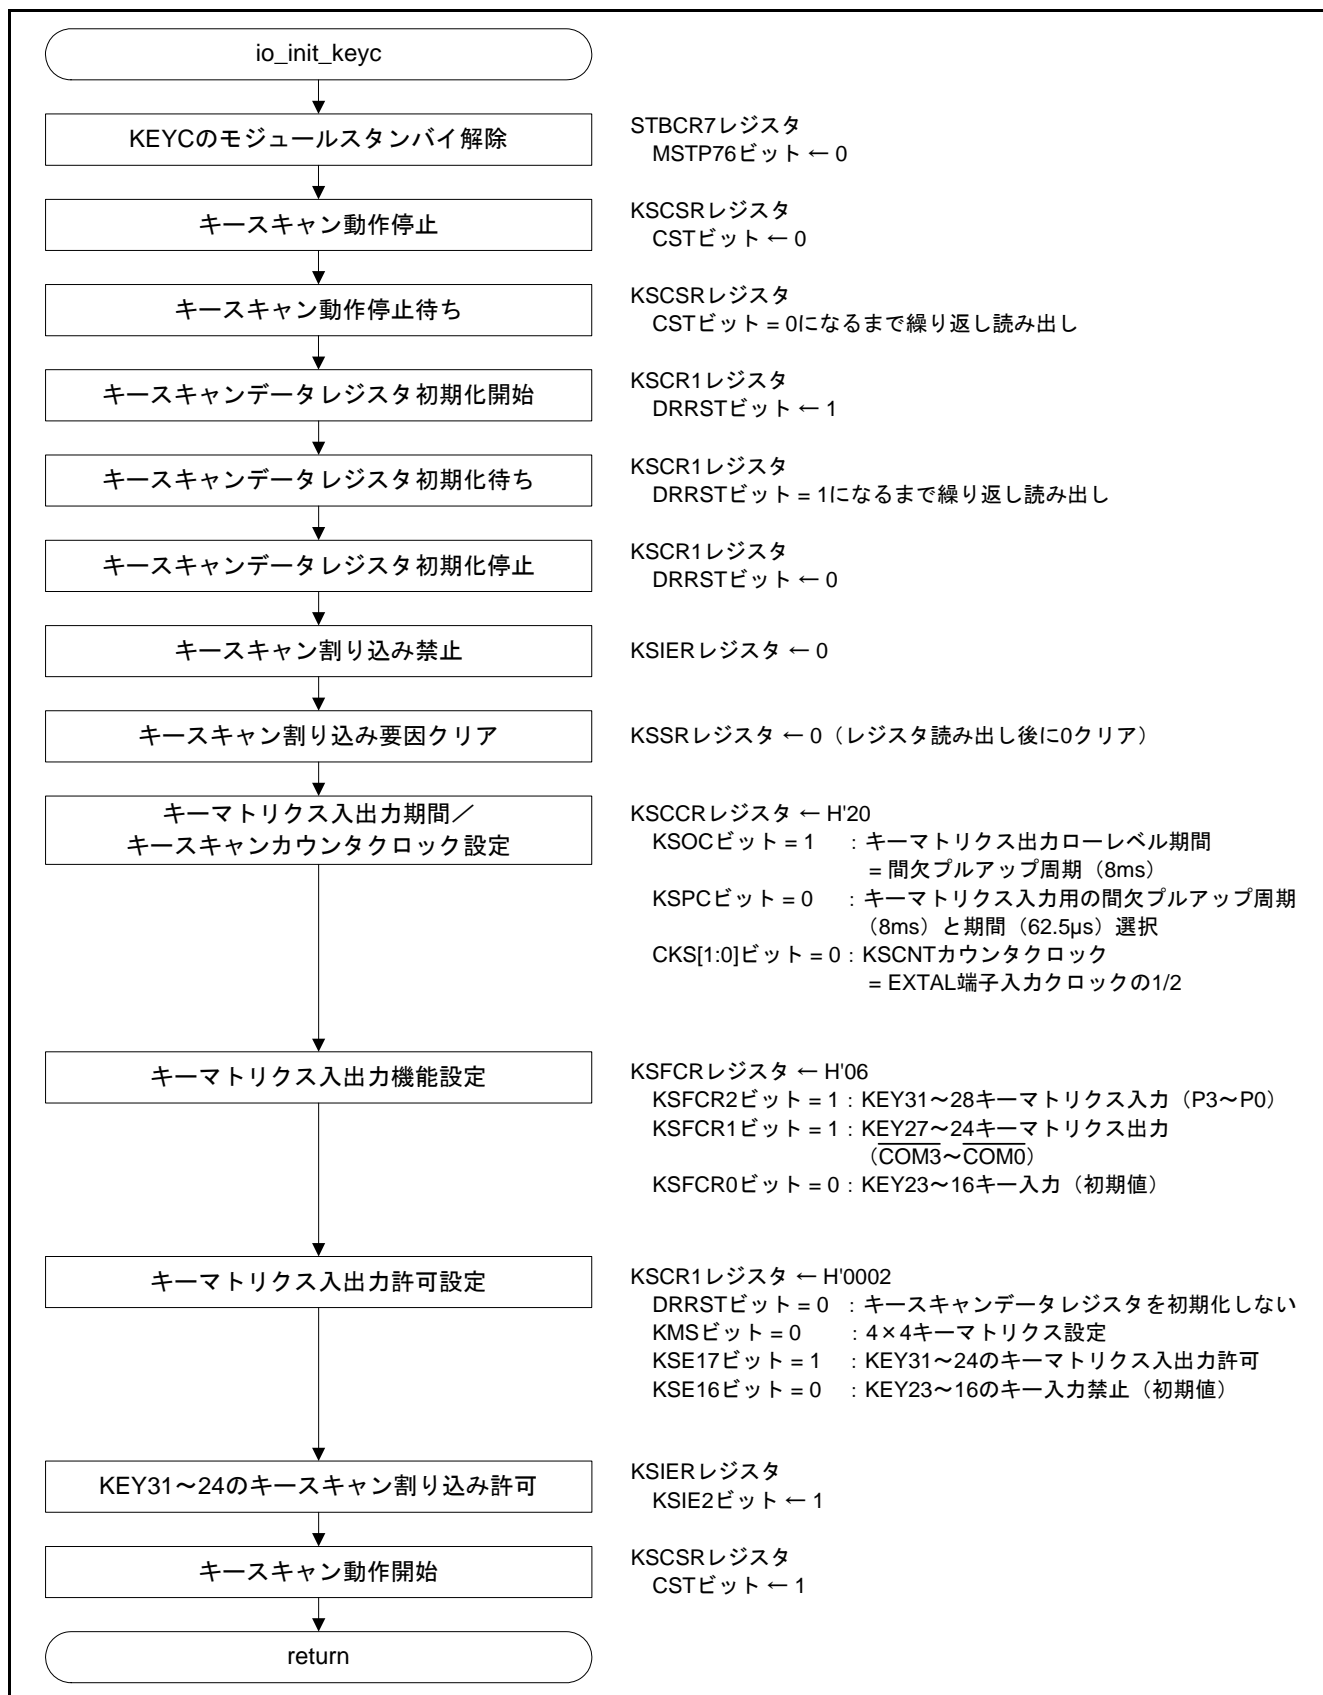 io_init_keyc
KEYCのモジュールスタンバイ解除
STBCR7レジスタ
MSTP76ビット ← 0
キースキャン動作停止
KSCSRレジスタ
CSTビット ← 0
キースキャン動作停止待ち
KSCSRレジスタ
CSTビット = 0になるまで繰り返し読み出し
キースキャンデータレジスタ初期化開始
KSCR1レジスタ
DRRSTビット ← 1
キースキャンデータレジスタ初期化待ち
KSCR1レジスタ
DRRSTビット = 1になるまで繰り返し読み出し
キースキャンデータレジスタ初期化停止
KSCR1レジスタ
DRRSTビット ← 0
キースキャン割り込み禁止
KSIERレジスタ ← 0
キースキャン割り込み要因クリア
KSSRレジスタ ← 0（レジスタ読み出し後に0クリア）
キーマトリクス入出力期間／
キースキャンカウンタクロック設定
KSCCRレジスタ ← H'20
KSOCビット = 1 ：キーマトリクス出力ローレベル期間
= 間欠プルアップ周期（8ms）
KSPCビット = 0 ：キーマトリクス入力用の間欠プルアップ周期
（8ms）と期間（62.5µs）選択
CKS[1:0]ビット = 0：KSCNTカウンタクロック
= EXTAL端子入力クロックの1/2
キーマトリクス入出力機能設定
KSFCRレジスタ ← H'06
KSFCR2ビット = 1：KEY31～28キーマトリクス入力（P3～P0）
KSFCR1ビット = 1：KEY27～24キーマトリクス出力
（COM3～COM0）
KSFCR0ビット = 0：KEY23～16キー入力（初期値）
キーマトリクス入出力許可設定
KSCR1レジスタ ← H'0002
DRRSTビット = 0 ：キースキャンデータレジスタを初期化しない
KMSビット = 0 ：4×4キーマトリクス設定
KSE17ビット = 1 ：KEY31～24のキーマトリクス入出力許可
KSE16ビット = 0 ：KEY23～16のキー入力禁止（初期値）
KEY31～24のキースキャン割り込み許可
KSIERレジスタ
KSIE2ビット ← 1
キースキャン動作開始
KSCSRレジスタ
CSTビット ← 1
return